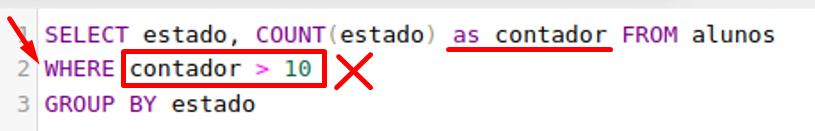 1 SELECT estado, COUNT(estado) as contador FROM alunos
2 WHERE contador > 10
3 GROUP BY estado